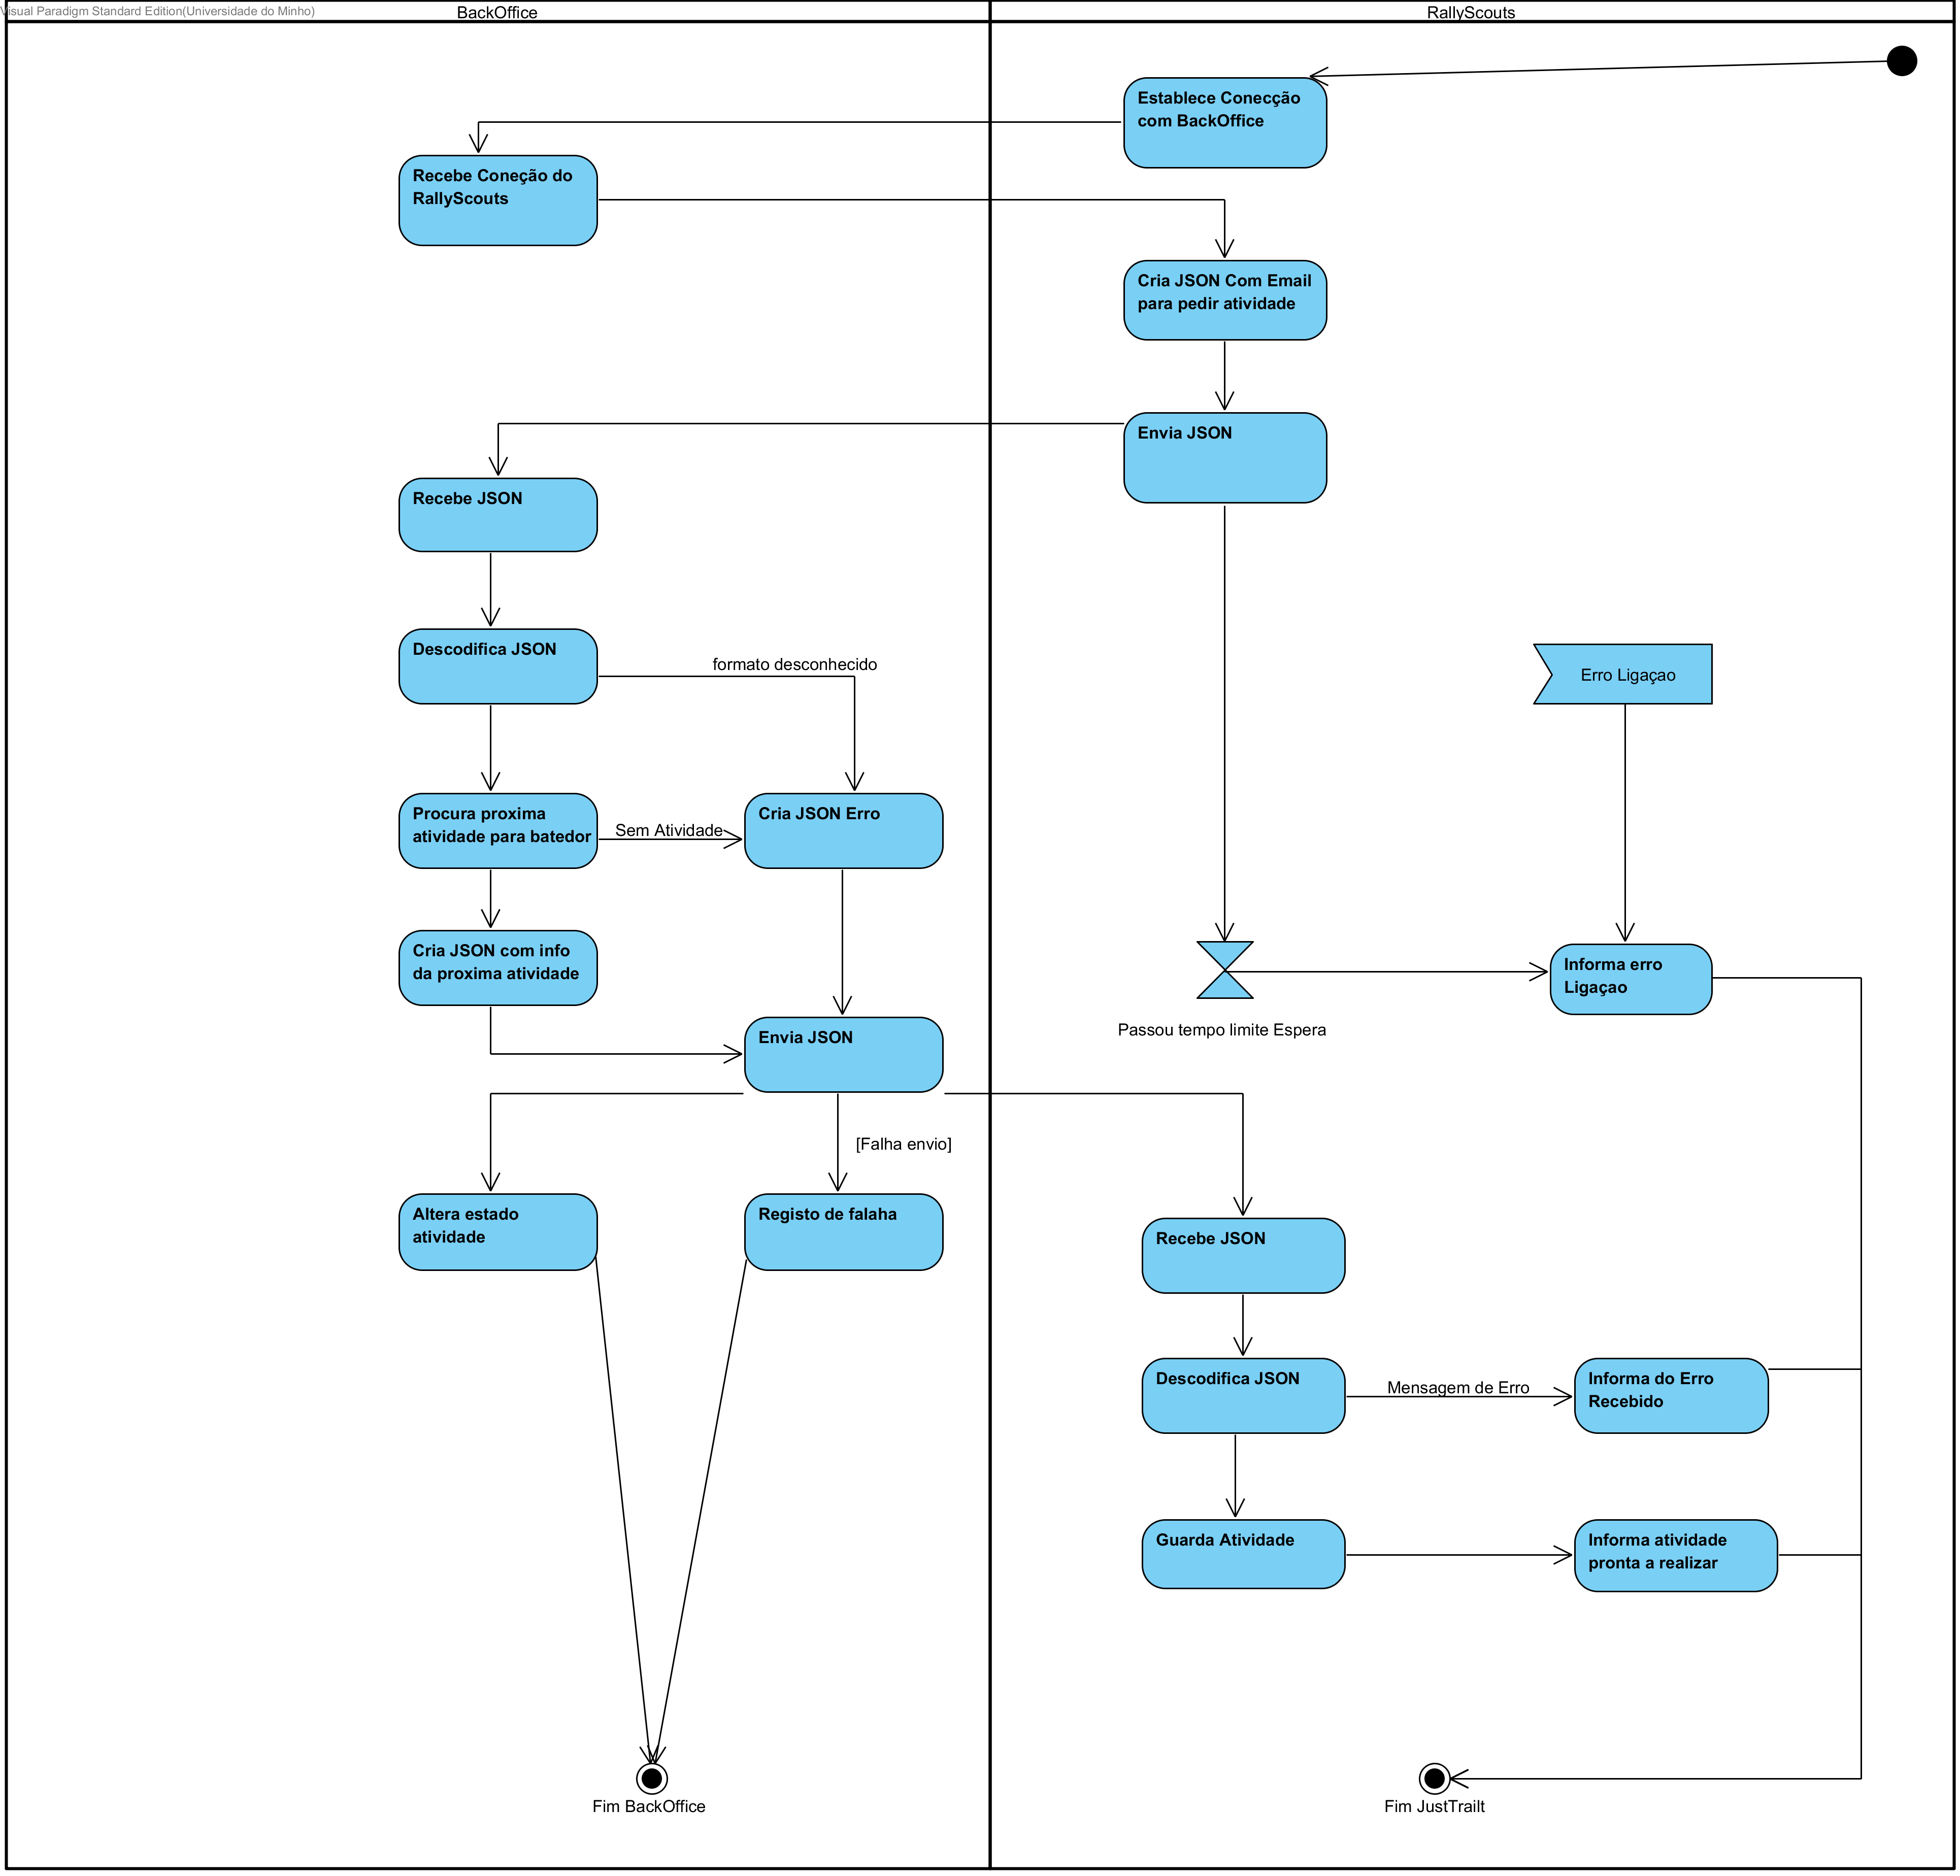 Visual Paradigm Standard Edition(Universidade do Minho)
BackOffice
RallyScouts
Establece Conecção
com BackOffice
Recebe Coneção do
RallyScouts
Cria JSON Com Email
para pedir atividade
Envia JSON
Recebe JSON
Descodifica JSON
formato desconhecido
Erro Ligaçao
Procura proxima
atividade para batedor
Sem Atividade
Cria JSON Erro
Cria JSON com info
da proxima atividade
Informa erro
Ligaçao
Passou tempo limite Espera
Envia JSON
[Falha envio]
Altera estado
atividade
Registo de falaha
Recebe JSON
Descodifica JSON
Mensagem de Erro
Informa do Erro
Recebido
Guarda Atividade
Informa atividade
pronta a realizar
Fim BackOffice
Fim JustTrailt